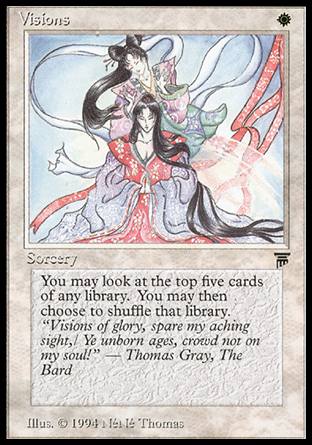 Visions
Sorcery
You may look at the top five cards
of any library. You may then
choose to shuffle that library.
"Visions of glory, spare my aching
sight,/ Ye unborn ages, crowd not on
my soul!" — Thomas Gray, The
Bard
Illus. © 1994 Né Né Thomas